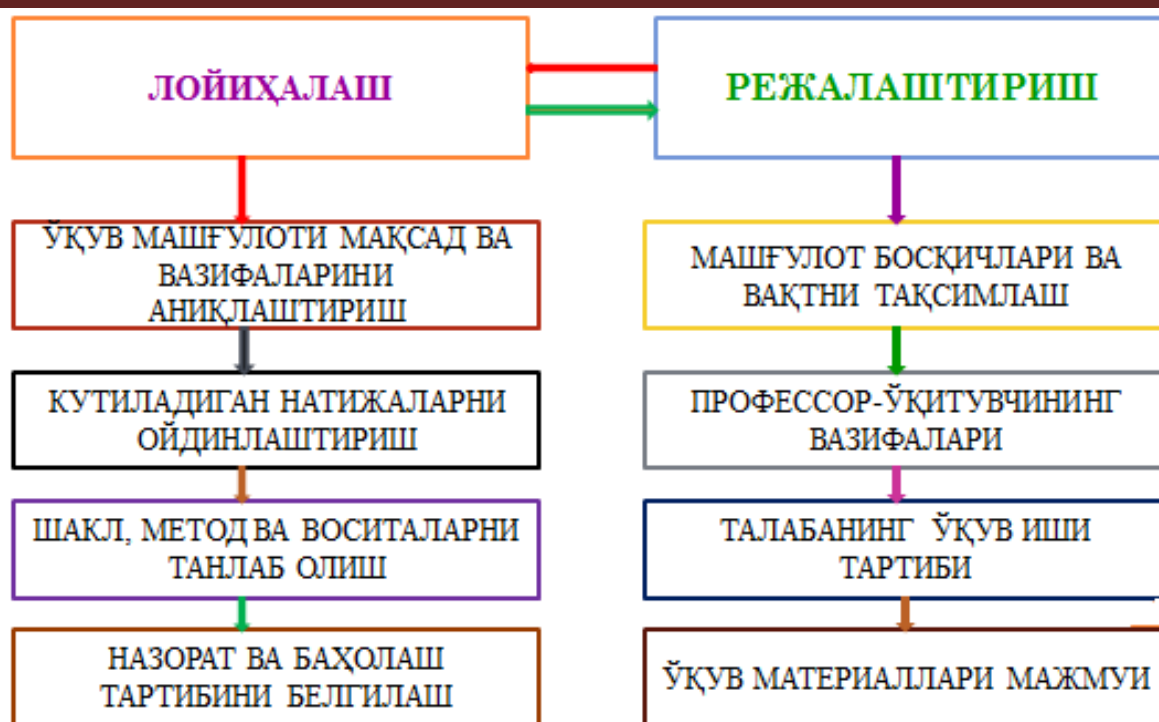 ЛОЙИҲАЛАШ
РЕЖАЛАШТИРИШ
ЎҚУВ МАШҒУЛОТИ МАҚСАД ВА
ВАЗИФАЛАРИНИ
АНИҚЛАШТИРИШ
МАШҒУЛОТ БОСҚИЧЛАРИ ВА
ВАҚТНИ ТАҚСИМЛАШ
КУТИЛАДИГАН НАТИЖАЛАРНИ
ОЙДИНЛАШТИРИШ
ПРОФЕССОР-ЎҚИТУВЧИНИНГ
ВАЗИФАЛАРИ
ШАКЛ, МЕТОД ВА ВОСИТАЛАРНИ
ТАНЛАБ ОЛИШ
ТАЛАБАНИНГ ЎҚУВ ИШИ
ТАРТИБИ
НАЗОРАТ ВА БАҲОЛАШ
ТАРТИБИНИ БЕЛГИЛАШ
ЎҚУВ МАТЕРИАЛЛАРИ МАЖМУИ